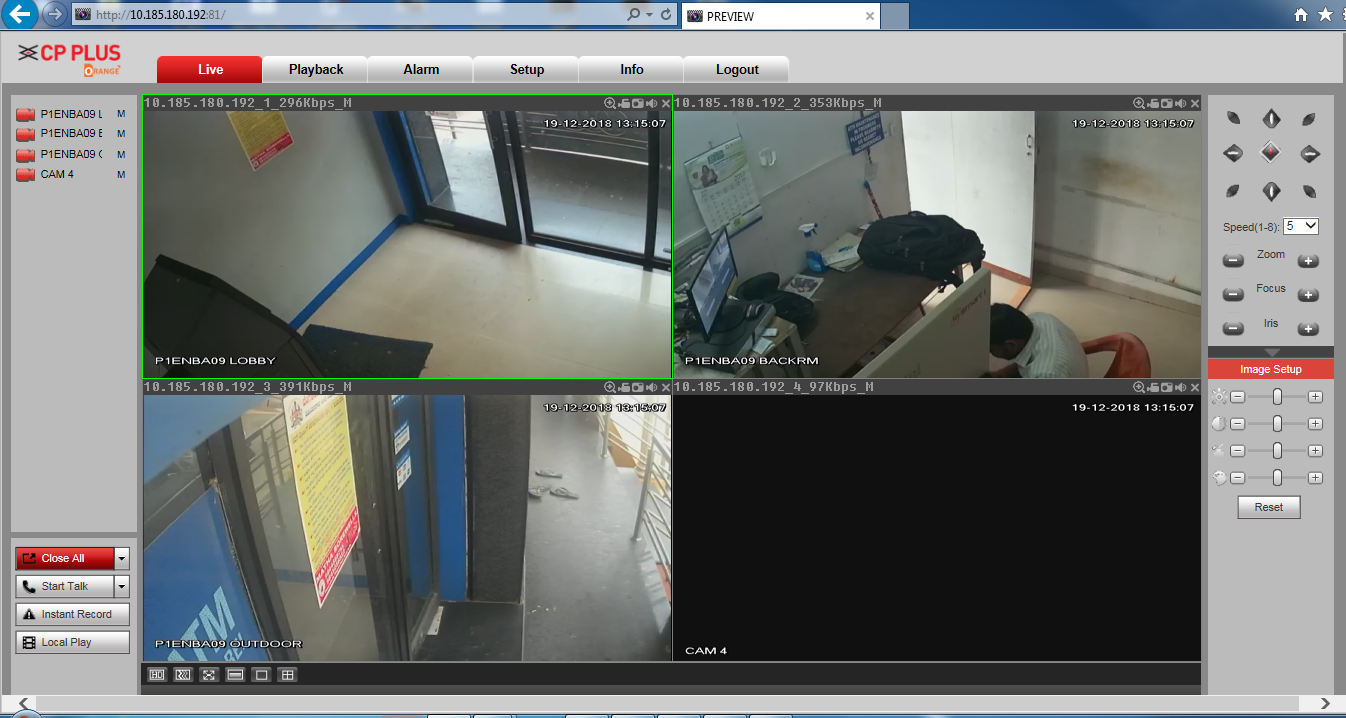 http://10.185.180.192:81/
PREVIEW
CP PLUS
ORANGE
Live
Playback
Alarm
Setup
Info
Logout
P1ENBA09 L M
P1ENBA09 E M
P1ENBA09 C M
CAM 4 M
10.185.180.192_1_296Kbps_M
19-12-2018 13:15:07
P1ENBA09 LOBBY
10.185.180.192_2_353Kbps_M
19-12-2018 13:15:07
P1ENBA09 BACKRM
10.185.180.192_3_391Kbps_M
19-12-2018 13:15:07
ATM
P1ENBA09 OUTDOOR
10.185.180.192_4_97Kbps_M
19-12-2018 13:15:07
CAM 4
Speed(1-8): 5
Zoom
Focus
Iris
Image Setup
Reset
Close All
Start Talk
Instant Record
Local Play